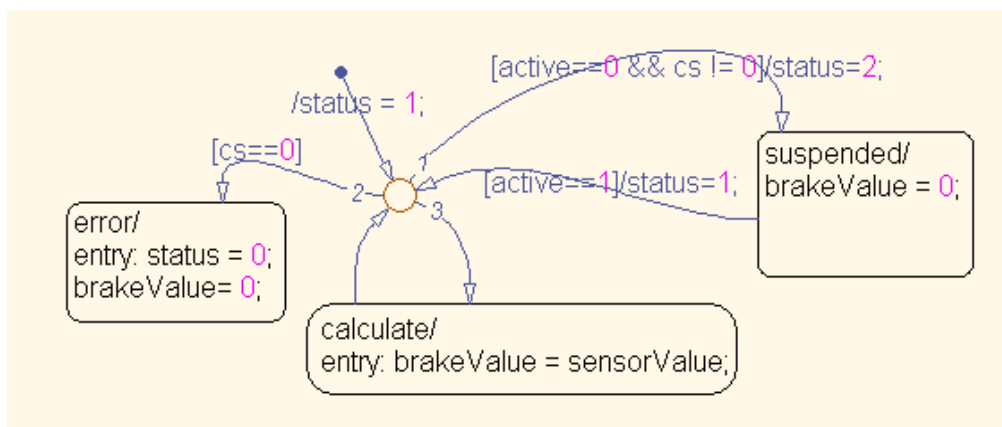 [active==0 && cs != 0]/status=2;
/status = 1;
[cs==0]
1
suspended/
brakeValue = 0;
2
[active==1]/status=1;
3
error/
entry: status = 0;
brakeValue= 0;
calculate/
entry: brakeValue = sensorValue;